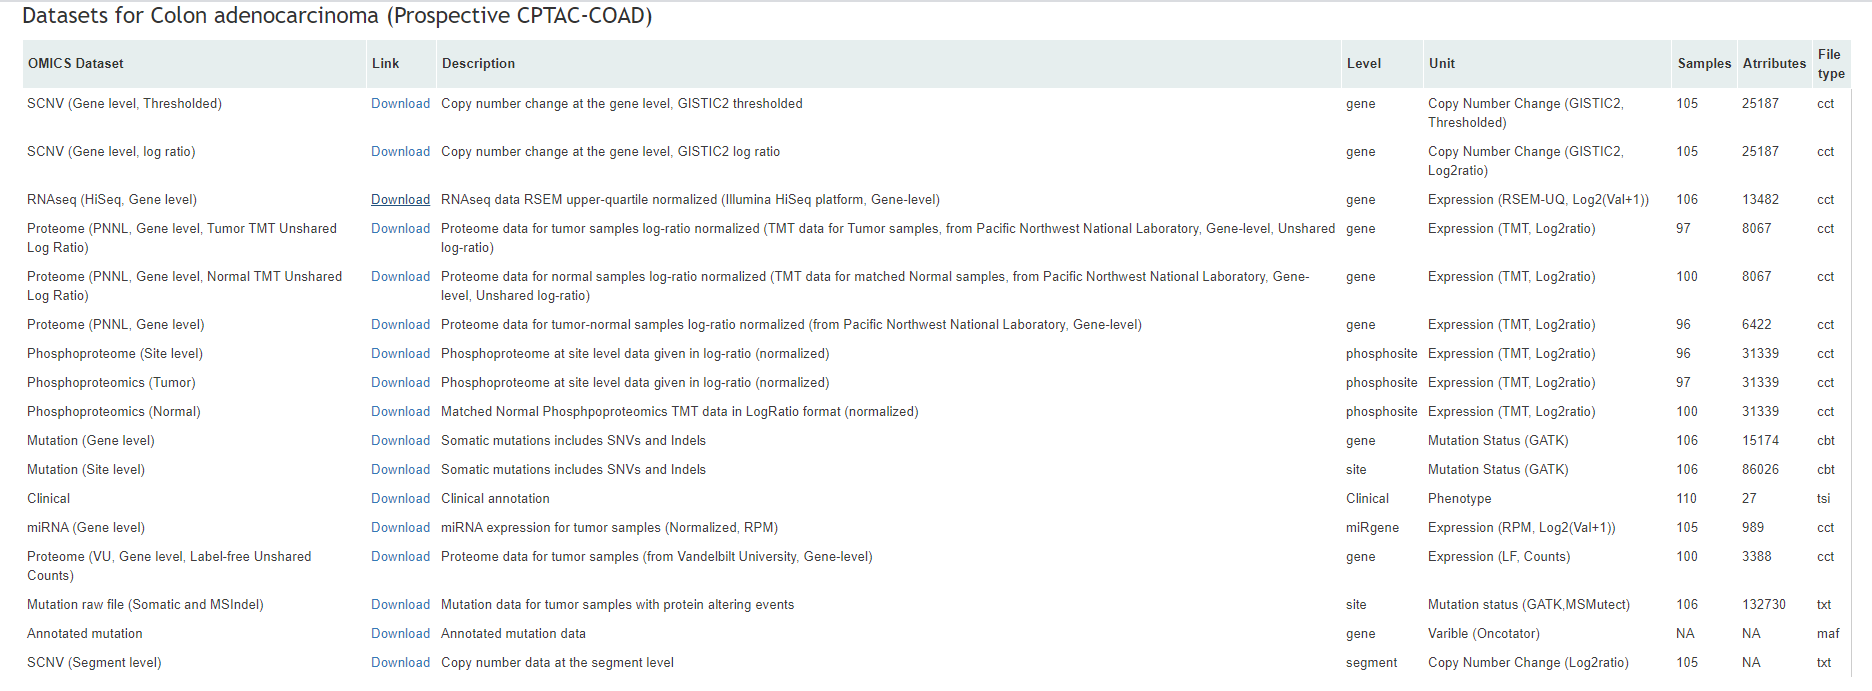 Datasets for Colon adenocarcinoma (Prospective CPTAC-COAD)
OMICS Dataset Link Description Level Unit Samples Atrributes File type
SCNV (Gene level, Thresholded) Download Copy number change at the gene level, GISTIC2 thresholded gene Copy Number Change (GISTIC2, Thresholded) 105 25187 cct
SCNV (Gene level, log ratio) Download Copy number change at the gene level, GISTIC2 log ratio gene Copy Number Change (GISTIC2, Log2ratio) 105 25187 cct
RNAseq (HiSeq, Gene level) Download RNAseq data RSEM upper-quartile normalized (Illumina HiSeq platform, Gene-level) gene Expression (RSEM-UQ, Log2(Val+1)) 106 13482 cct
Proteome (PNNL, Gene level, Tumor TMT Unshared Log Ratio) Download Proteome data for tumor samples log-ratio normalized (TMT data for Tumor samples, from Pacific Northwest National Laboratory, Gene-level, Unshared log-ratio) gene Expression (TMT, Log2ratio) 97 8067 cct
Proteome (PNNL, Gene level, Normal TMT Unshared Log Ratio) Download Proteome data for normal samples log-ratio normalized (TMT data for matched Normal samples, from Pacific Northwest National Laboratory, Gene-level, Unshared log-ratio) gene Expression (TMT, Log2ratio) 100 8067 cct
Proteome (PNNL, Gene level) Download Proteome data for tumor-normal samples log-ratio normalized (from Pacific Northwest National Laboratory, Gene-level) gene Expression (TMT, Log2ratio) 96 6422 cct
Phosphoproteome (Site level) Download Phosphoproteome at site level data given in log-ratio (normalized) phosphosite Expression (TMT, Log2ratio) 96 31339 cct
Phosphoproteomics (Tumor) Download Phosphoproteome at site level data given in log-ratio (normalized) phosphosite Expression (TMT, Log2ratio) 97 31339 cct
Phosphoproteomics (Normal) Download Matched Normal Phosphpoproteomics TMT data in LogRatio format (normalized) phosphosite Expression (TMT, Log2ratio) 100 31339 cct
Mutation (Gene level) Download Somatic mutations includes SNVs and Indels gene Mutation Status (GATK) 106 15174 cbt
Mutation (Site level) Download Somatic mutations includes SNVs and Indels site Mutation Status (GATK) 106 86026 cbt
Clinical Download Clinical annotation Clinical Phenotype 110 27 tsi
miRNA (Gene level) Download miRNA expression for tumor samples (Normalized, RPM) miRgene Expression (RPM, Log2(Val+1)) 105 989 cct
Proteome (VU, Gene level, Label-free Unshared Counts) Download Proteome data for tumor samples (from Vandelbilt University, Gene-level) gene Expression (LF, Counts) 100 3388 cct
Mutation raw file (Somatic and MSIndel) Download Mutation data for tumor samples with protein altering events site Mutation status (GATK,MSMutect) 106 132730 txt
Annotated mutation Download Annotated mutation data gene Varible (Oncotator) NA NA maf
SCNV (Segment level) Download Copy number data at the segment level segment Copy Number Change (Log2ratio) 105 NA txt